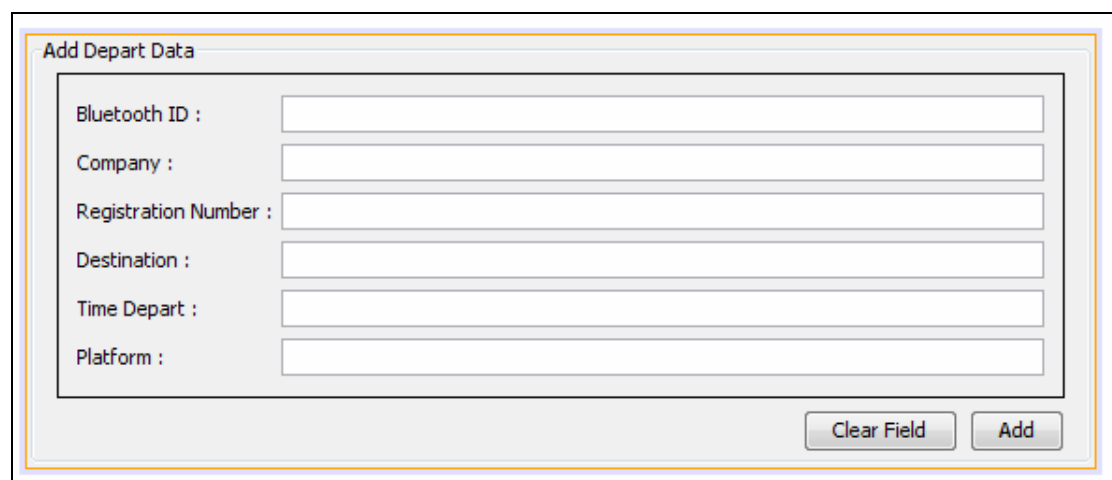 Add Depart Data
Bluetooth ID :
Company :
Registration Number :
Destination :
Time Depart :
Platform :
Clear Field Add